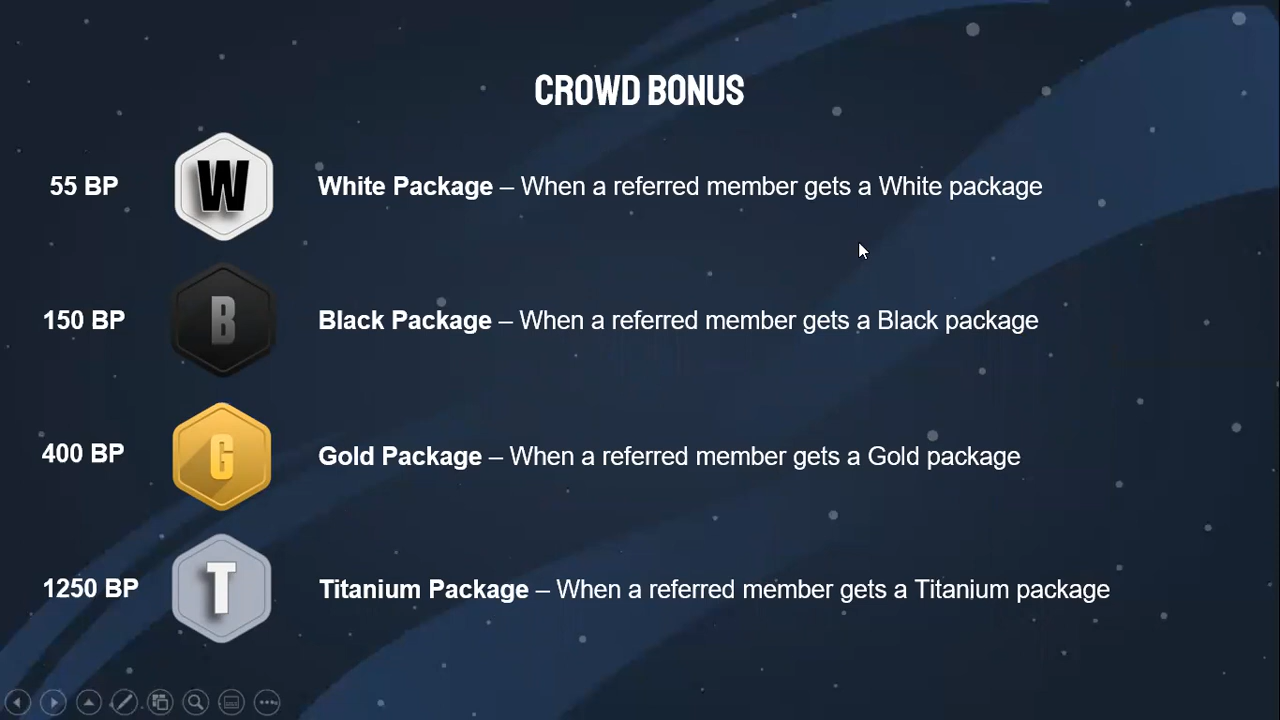 CROWD BONUS
55 BP W White Package – When a referred member gets a White package
150 BP B Black Package – When a referred member gets a Black package
400 BP G Gold Package – When a referred member gets a Gold package
1250 BP T Titanium Package – When a referred member gets a Titanium package